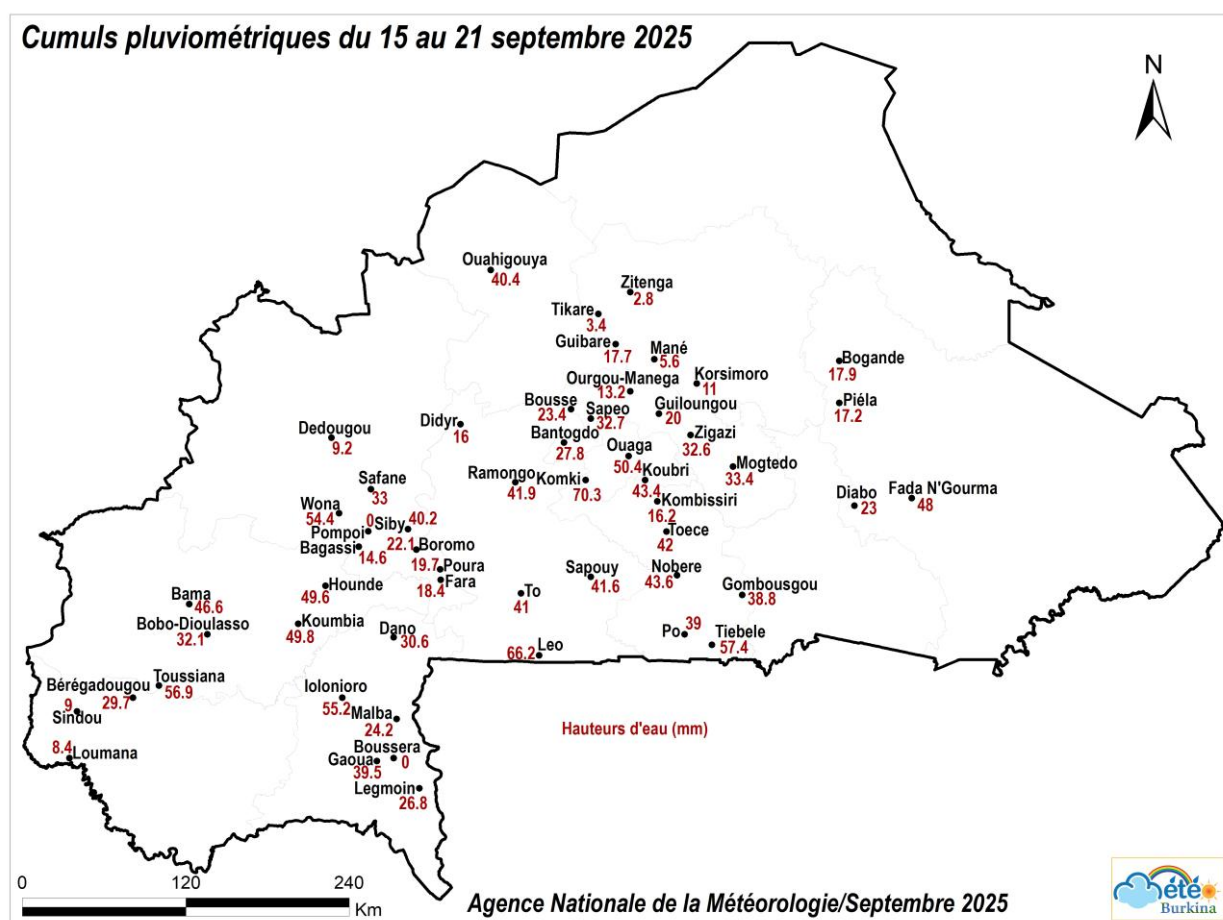 Cumuls pluviométriques du 15 au 21 septembre 2025
N
Ouahigouya
40.4
Zitenga
2.8
Tikare
3.4
Guibare
17.7
Mané
5.6
Bogande
17.9
Korsimoro
11
Ourgou-Manega
13.2
Piéla
17.2
Bousse
23.4
Sapeo
32.7
Guiloungou
20
Didyr
16
Dedougou
9.2
Bantogdo
27.8
Zigazi
32.6
Ouaga
50.4
Mogtedo
33.4
Safane
33
Ramongo
41.9
Komki
70.3
Koubri
43.4
Kombissiri
16.2
Diabo
23
Fada N'Gourma
48
Wona
54.4
Pompoi
0
Siby
40.2
Toece
42
Bagassi
14.6
22.1
Boromo
19.7
Poura
Fara
18.4
Sapouy
41.6
Nobere
43.6
Gombousgou
38.8
Hounde
49.6
To
41
Bama
46.6
Bobo-Dioulasso
32.1
Koumbia
49.8
Dano
30.6
Po
39
Tiebele
57.4
Leo
66.2
Toussiana
56.9
Bérégadougou
29.7
Iolonioro
55.2
9
Sindou
Malba
24.2
Hauteurs d'eau (mm)
8.4
Loumana
Boussera
0
Gaoua
39.5
Legmoin
26.8
0 120 240
Km
Agence Nationale de la Météorologie/Septembre 2025
Météo
Burkina